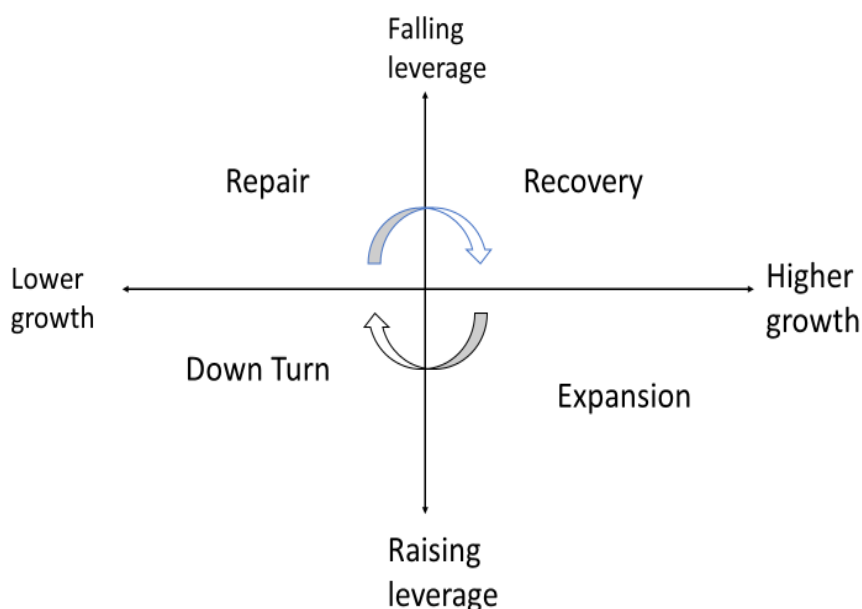 Falling
leverage
Repair
Recovery
Lower
growth
Higher
growth
Down Turn
Expansion
Raising
leverage